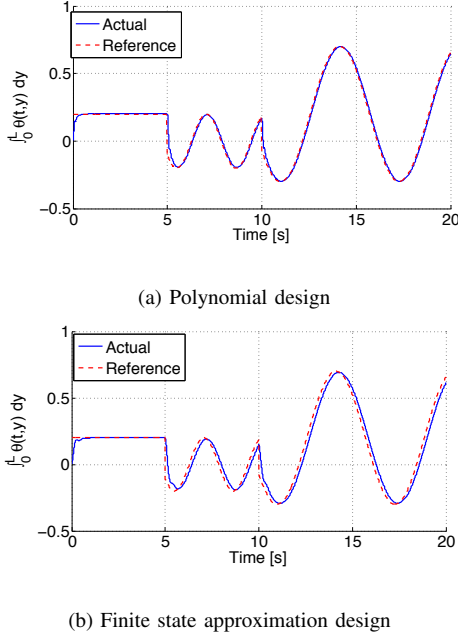 1
Actual
Reference
0.5
0
−0.5
0
5
10
15
20
∫₀ᴸ θ(t,y) dy
Time [s]
(a) Polynomial design
1
Actual
Reference
0.5
0
−0.5
0
5
10
15
20
∫₀ᴸ θ(t,y) dy
Time [s]
(b) Finite state approximation design